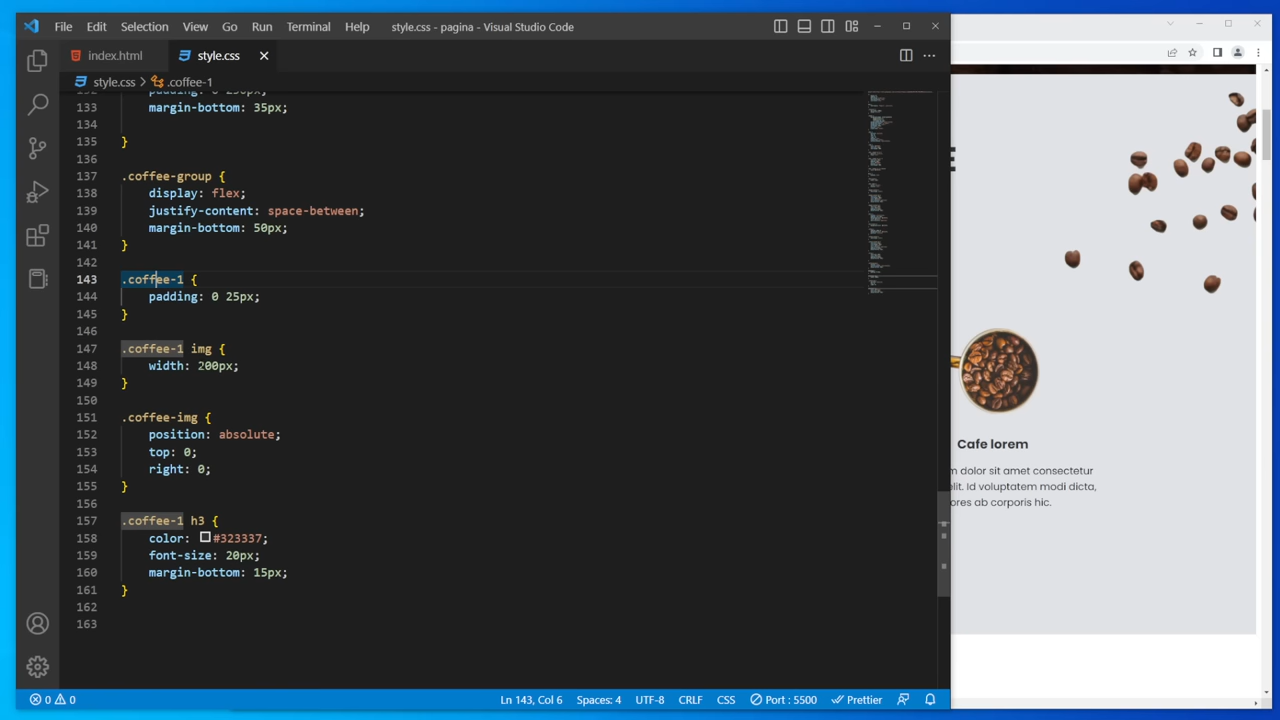 File Edit Selection View Go Run Terminal Help style.css - pagina - Visual Studio Code
index.html style.css
style.css > .coffee-1
133 margin-bottom: 35px;
134
135 }
136
137 .coffee-group {
138 display: flex;
139 justify-content: space-between;
140 margin-bottom: 50px;
141 }
142
143 .coffee-1 {
144 padding: 0 25px;
145 }
146
147 .coffee-1 img {
148 width: 200px;
149 }
150
151 .coffee-img {
152 position: absolute;
153 top: 0;
154 right: 0;
155 }
156
157 .coffee-1 h3 {
158 color: #323337;
159 font-size: 20px;
160 margin-bottom: 15px;
161 }
162
163
E
Cafe lorem
dolor sit amet consectetur
elit. Id voluptatem modi dicta,
ab corporis hic.
0 0 Ln 143, Col 6 Spaces: 4 UTF-8 CRLF CSS Port : 5500 Prettier